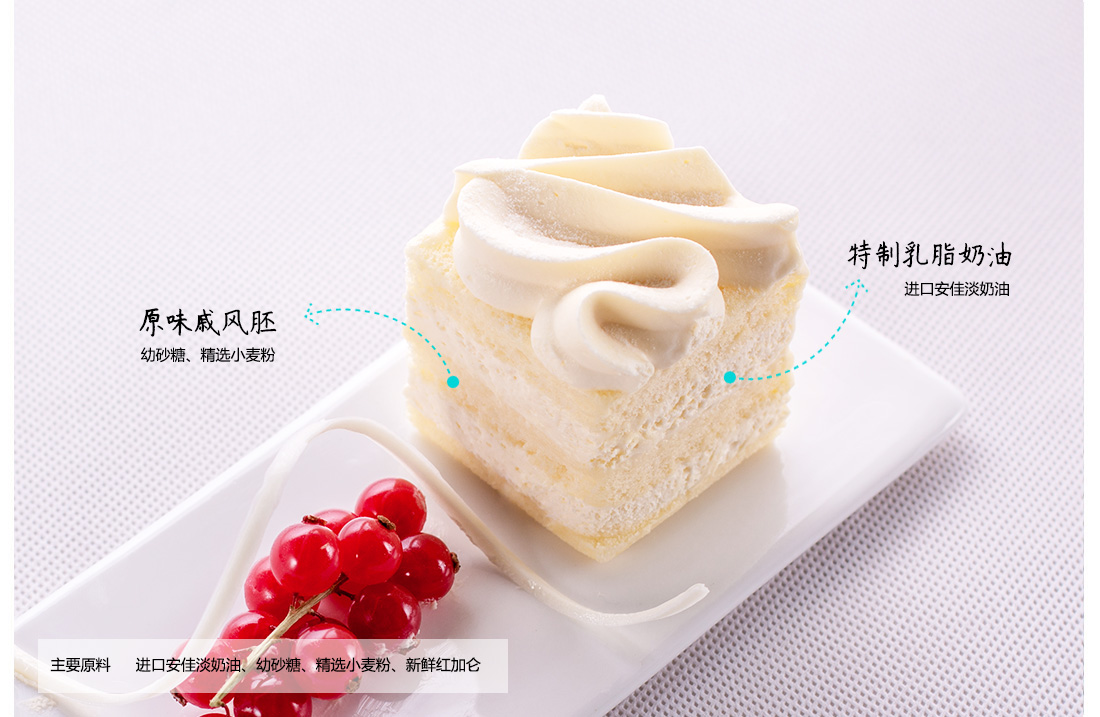 特制乳脂奶油
进口安佳淡奶油
原味戚风胚
幼砂糖、精选小麦粉
主要原料 进口安佳淡奶油、幼砂糖、精选小麦粉、新鲜红加仑